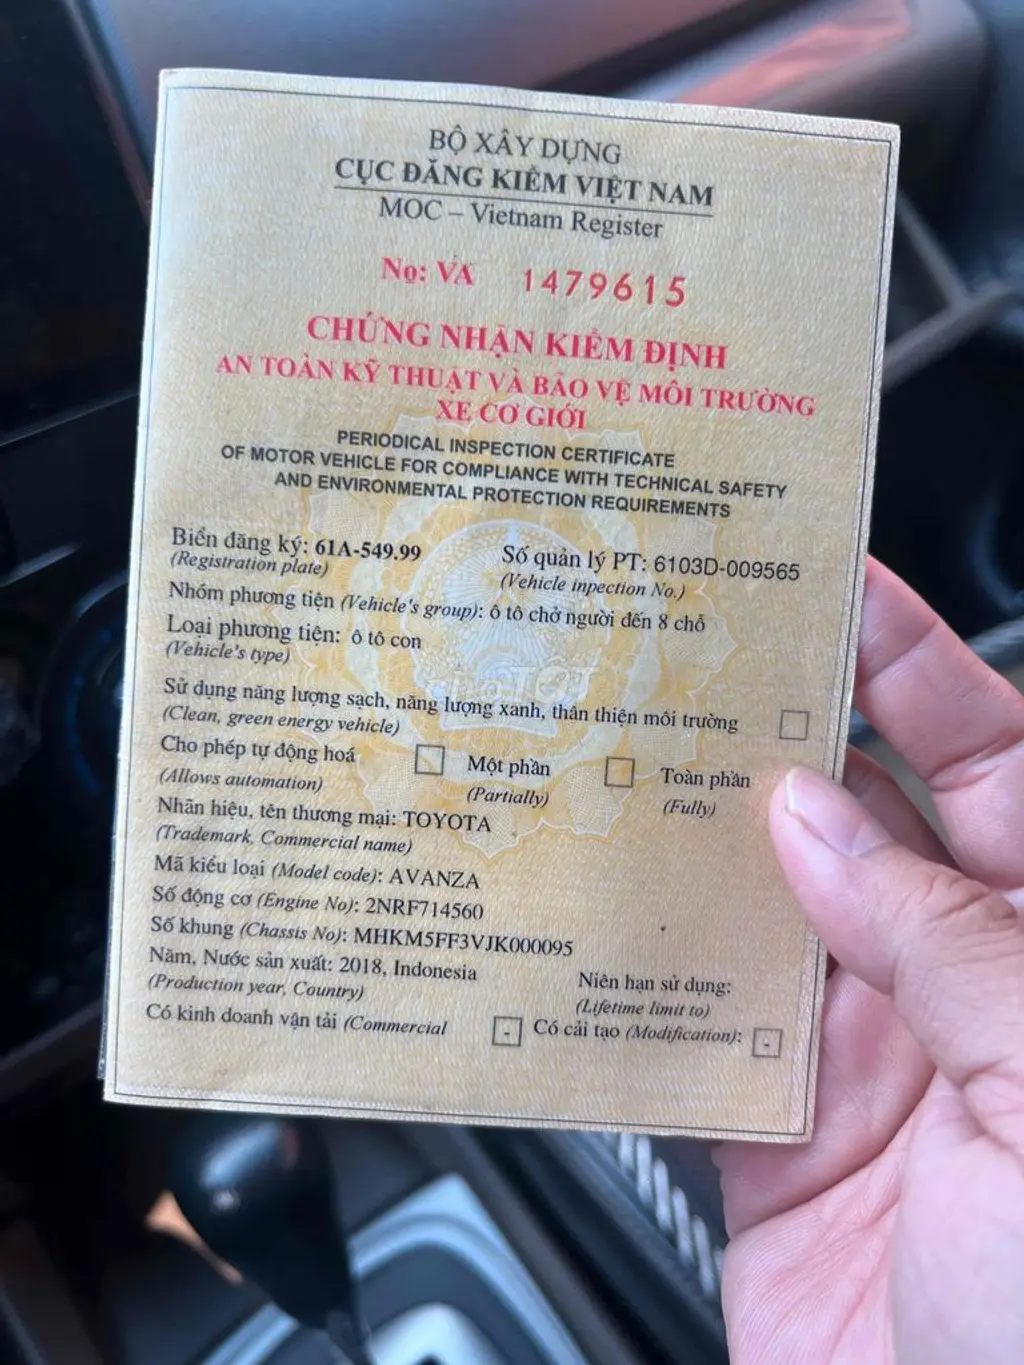 BỘ XÂY DỰNG
CỤC ĐĂNG KIỂM VIỆT NAM
MOC – Vietnam Register
No: VA 1479615
CHỨNG NHẬN KIỂM ĐỊNH
AN TOÀN KỸ THUẬT VÀ BẢO VỆ MÔI TRƯỜNG
XE CƠ GIỚI
PERIODICAL INSPECTION CERTIFICATE
OF MOTOR VEHICLE FOR COMPLIANCE WITH TECHNICAL SAFETY
AND ENVIRONMENTAL PROTECTION REQUIREMENTS
Biển đăng ký: 61A-549.99 Số quản lý PT: 6103D-009565
(Registration plate) (Vehicle inpection No.)
Nhóm phương tiện (Vehicle's group): ô tô chở người đến 8 chỗ
Loại phương tiện: ô tô con
(Vehicle's type)
Sử dụng năng lượng sạch, năng lượng xanh, thân thiện môi trường
(Clean, green energy vehicle)
Cho phép tự động hoá Một phần Toàn phần
(Allows automation) (Partially) (Fully)
Nhãn hiệu, tên thương mại: TOYOTA
(Trademark, Commercial name)
Mã kiểu loại (Model code): AVANZA
Số động cơ (Engine No): 2NRF714560
Số khung (Chassis No): MHKM5FF3VJK000095
Năm, Nước sản xuất: 2018, Indonesia Niên hạn sử dụng:
(Production year, Country) (Lifetime limit to)
Có kinh doanh vận tải (Commercial - Có cải tạo (Modification): -